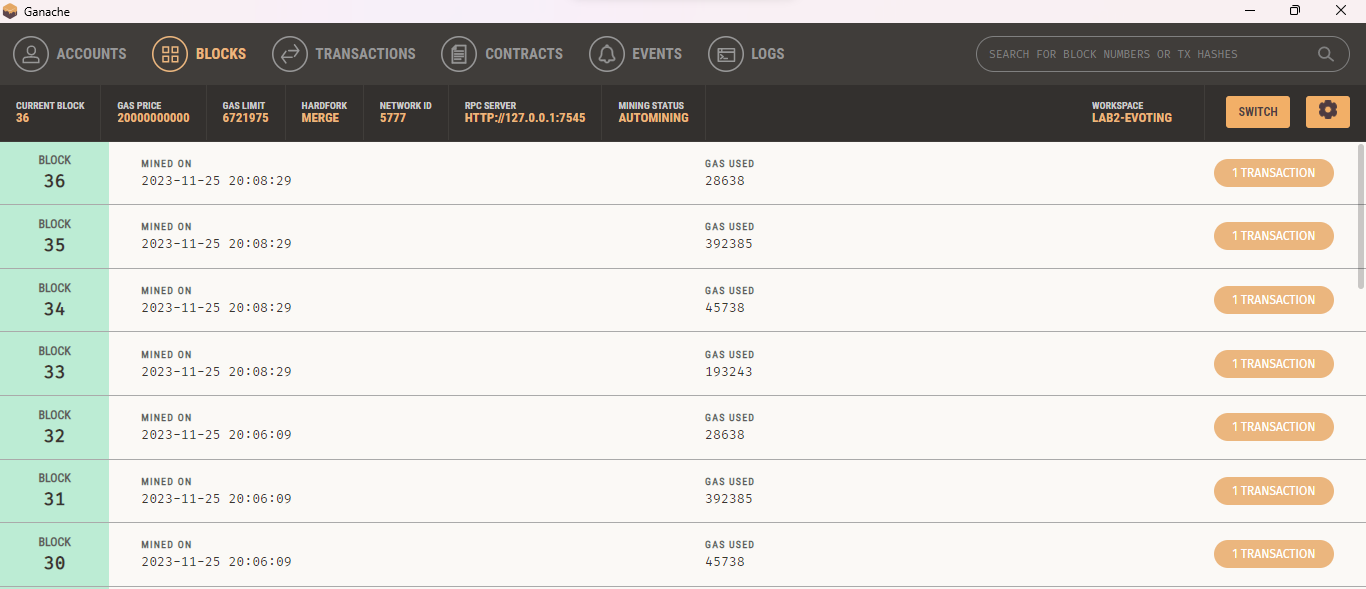 Ganache
ACCOUNTS BLOCKS TRANSACTIONS CONTRACTS EVENTS LOGS SEARCH FOR BLOCK NUMBERS OR TX HASHES
CURRENT BLOCK GAS PRICE GAS LIMIT HARDFORK NETWORK ID RPC SERVER MINING STATUS WORKSPACE
36 20000000000 6721975 MERGE 5777 HTTP://127.0.0.1:7545 AUTOMINING LAB2-EVOTING SWITCH
BLOCK MINED ON GAS USED
36 2023-11-25 20:08:29 28638 1 TRANSACTION
BLOCK MINED ON GAS USED
35 2023-11-25 20:08:29 392385 1 TRANSACTION
BLOCK MINED ON GAS USED
34 2023-11-25 20:08:29 45738 1 TRANSACTION
BLOCK MINED ON GAS USED
33 2023-11-25 20:08:29 193243 1 TRANSACTION
BLOCK MINED ON GAS USED
32 2023-11-25 20:06:09 28638 1 TRANSACTION
BLOCK MINED ON GAS USED
31 2023-11-25 20:06:09 392385 1 TRANSACTION
BLOCK MINED ON GAS USED
30 2023-11-25 20:06:09 45738 1 TRANSACTION